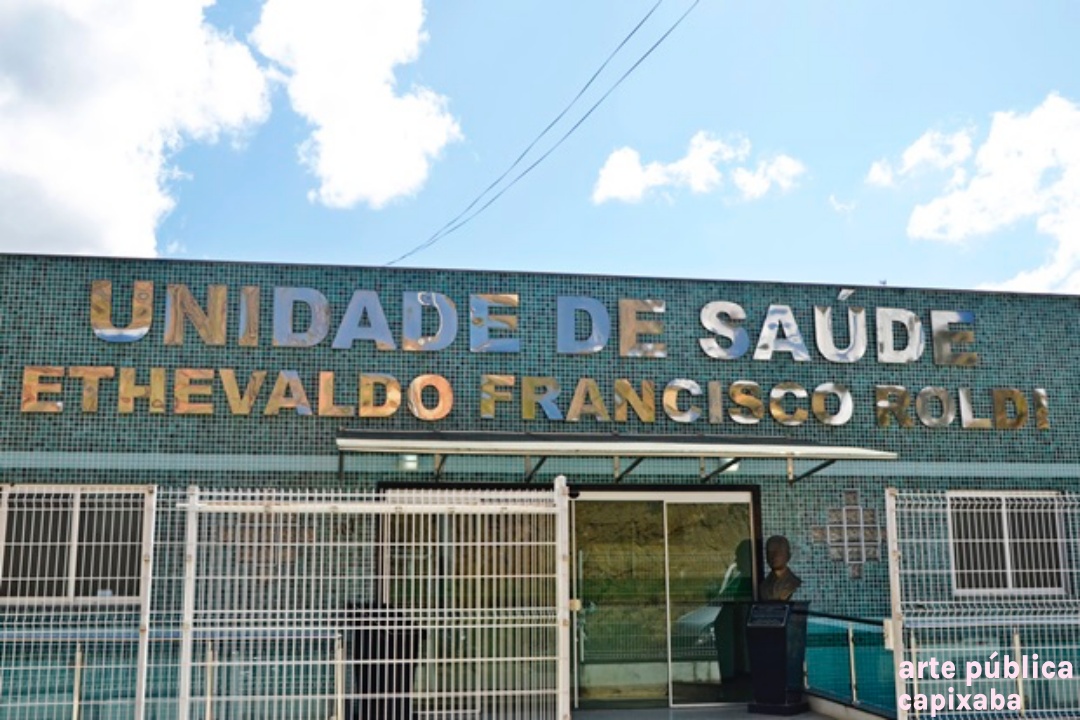 UNIDADE DE SAÚDE
ETHEVALDO FRANCISCO ROLDI
arte pública
capixaba